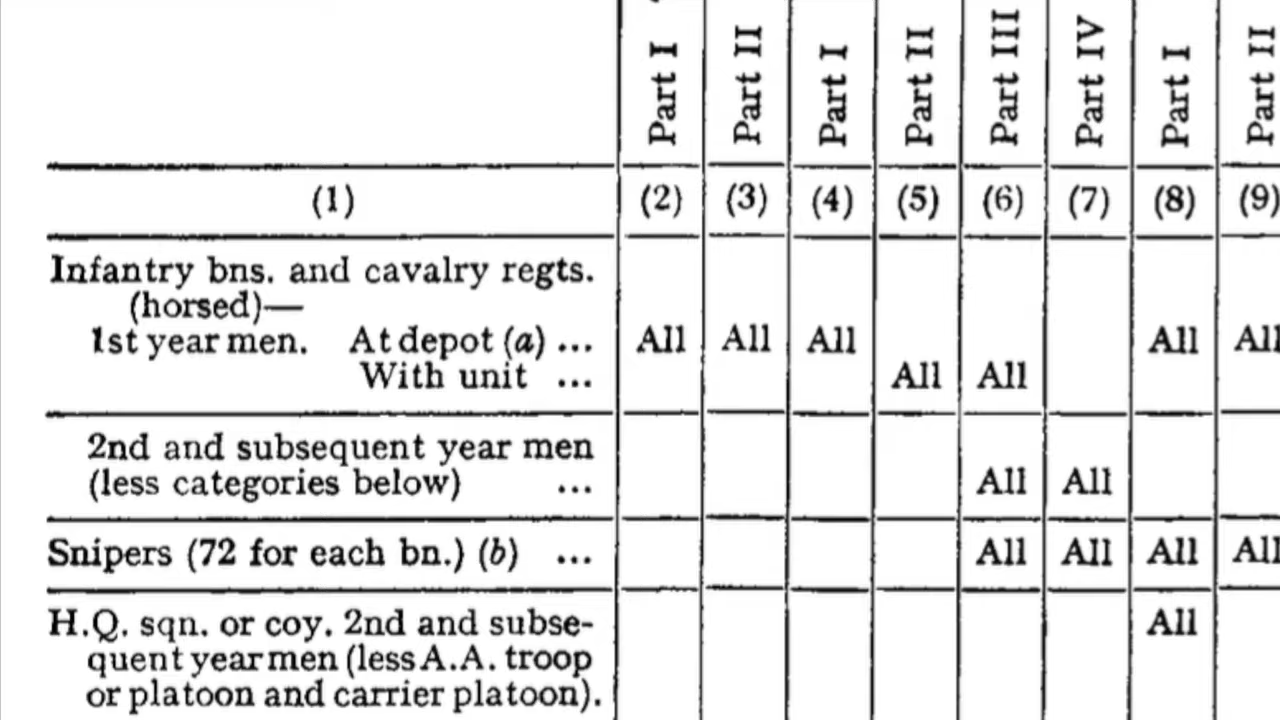 Part I Part II Part I Part II Part III Part IV Part I Part II
(1) (2) (3) (4) (5) (6) (7) (8) (9)
Infantry bns. and cavalry regts.
(horsed)—
1st year men. At depot (a) ... All All All All All
With unit ... All All
2nd and subsequent year men
(less categories below) ... All All
Snipers (72 for each bn.) (b) ... All All All All
H.Q. sqn. or coy. 2nd and subse- All
quent year men (less A.A. troop
or platoon and carrier platoon).